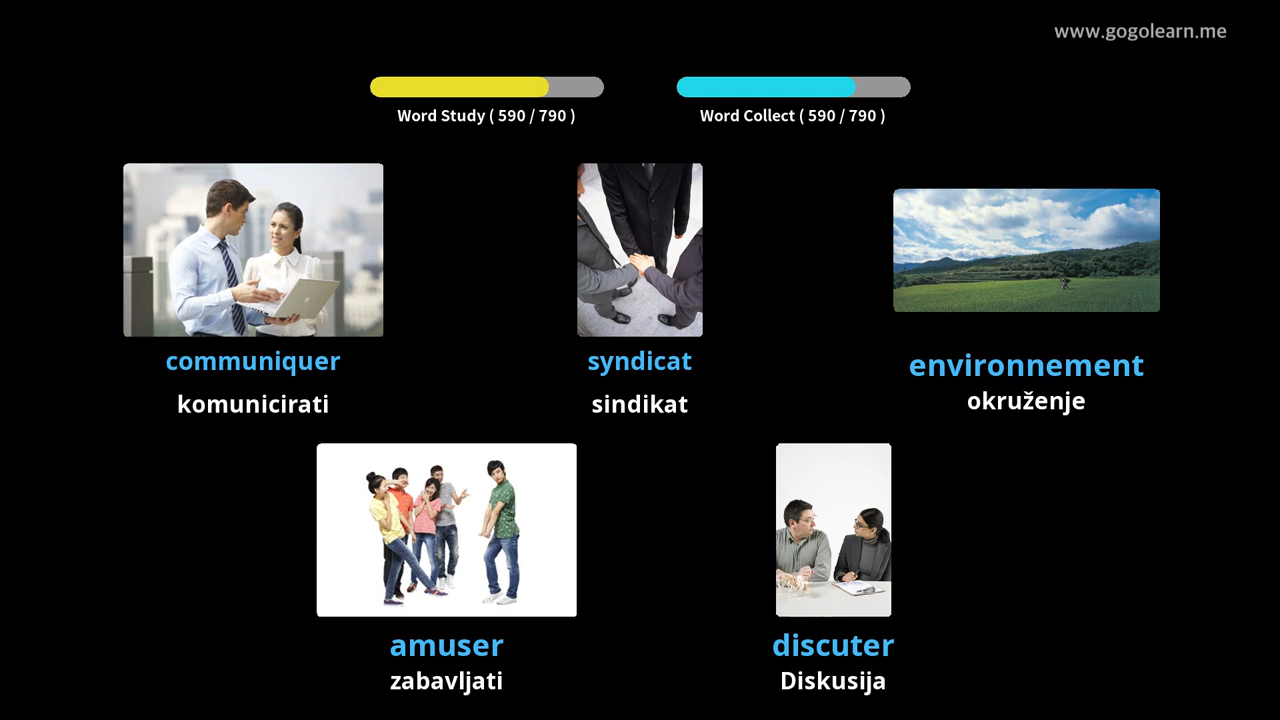 www.gogolearn.me
Word Study ( 590 / 790 )
Word Collect ( 590 / 790 )
communiquer
komunicirati
syndicat
sindikat
environnement
okruženje
amuser
zabavljati
discuter
Diskusija